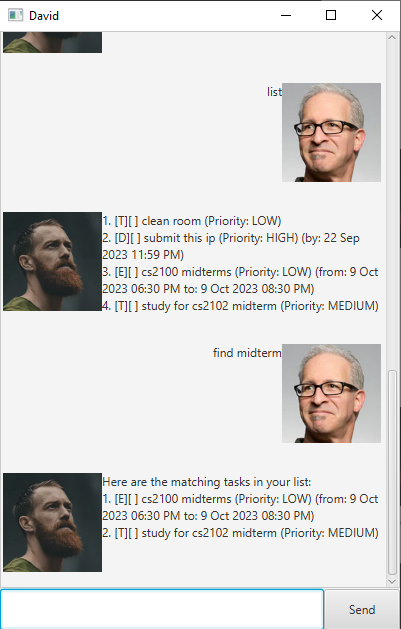 David
list
1. [T][ ] clean room (Priority: LOW)
2. [D][ ] submit this ip (Priority: HIGH) (by: 22 Sep
2023 11:59 PM)
3. [E][ ] cs2100 midterms (Priority: LOW) (from: 9 Oct
2023 06:30 PM to: 9 Oct 2023 08:30 PM)
4. [T][ ] study for cs2102 midterm (Priority: MEDIUM)
find midterm
Here are the matching tasks in your list:
1. [E][ ] cs2100 midterms (Priority: LOW) (from: 9 Oct
2023 06:30 PM to: 9 Oct 2023 08:30 PM)
2. [T][ ] study for cs2102 midterm (Priority: MEDIUM)
Send